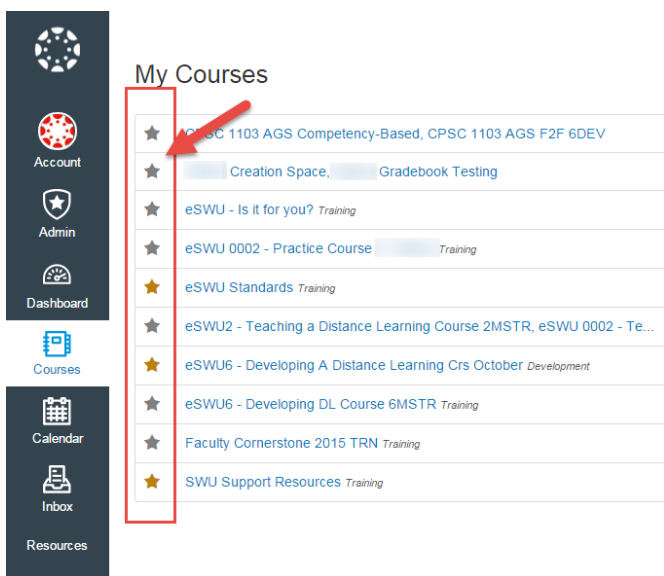 My Courses
Account
Admin
Dashboard
Courses
Calendar
Inbox
Resources
SC 1103 AGS Competency-Based, CPSC 1103 AGS F2F 6DEV
Creation Space, Gradebook Testing
eSWU - Is it for you? Training
eSWU 0002 - Practice Course Training
eSWU Standards Training
eSWU2 - Teaching a Distance Learning Course 2MSTR, eSWU 0002 - Te...
eSWU6 - Developing A Distance Learning Crs October Development
eSWU6 - Developing DL Course 6MSTR Training
Faculty Cornerstone 2015 TRN Training
SWU Support Resources Training